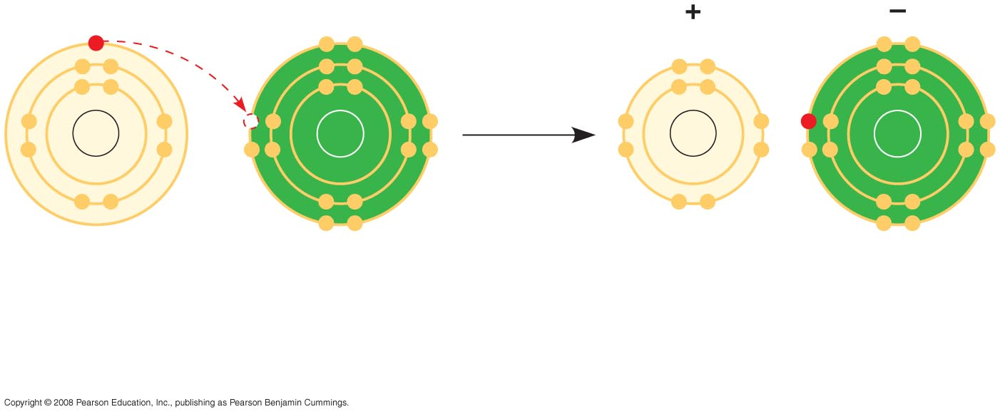 + –
Copyright © 2008 Pearson Education, Inc., publishing as Pearson Benjamin Cummings.